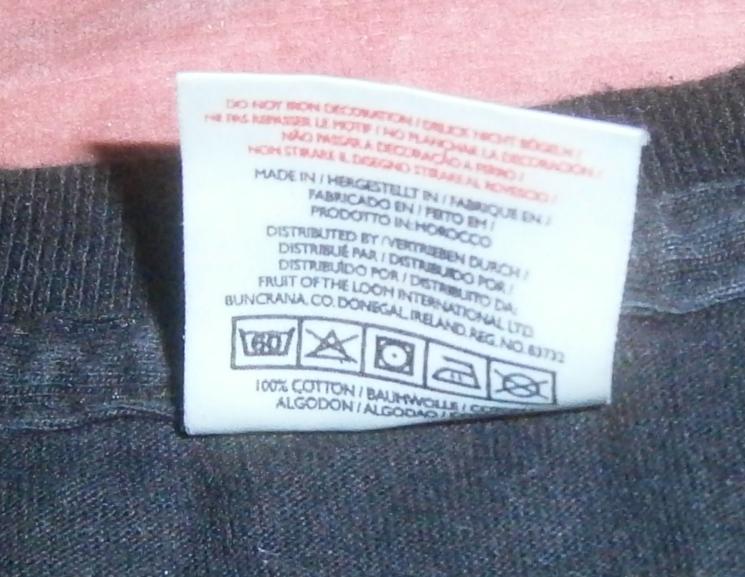 DO NOT IRON DECORATION / DRUCK NICHT BÜGELN /
NE PAS REPASSER LE MOTIF / NO PLANCHAR LA DECORACIÓN /
NÃO PASSAR A DECORAÇÃO A FERRO /
NON STIRARE IL DISEGNO STIRARE AL ROVESCIO /
MADE IN / HERGESTELLT IN / FABRIQUE EN /
FABRICADO EN / FEITO EM /
PRODOTTO IN: MOROCCO
DISTRIBUTED BY / VERTRIEBEN DURCH /
DISTRIBUÉ PAR / DISTRIBUIDO POR /
DISTRIBUÍDO POR / DISTRIBUITO DA:
FRUIT OF THE LOOM INTERNATIONAL LTD.
BUNCRANA. CO. DONEGAL. IRELAND. REG. NO. 83732
60
100% COTTON / BAUMWOLLE /
ALGODON / ALGODAO /